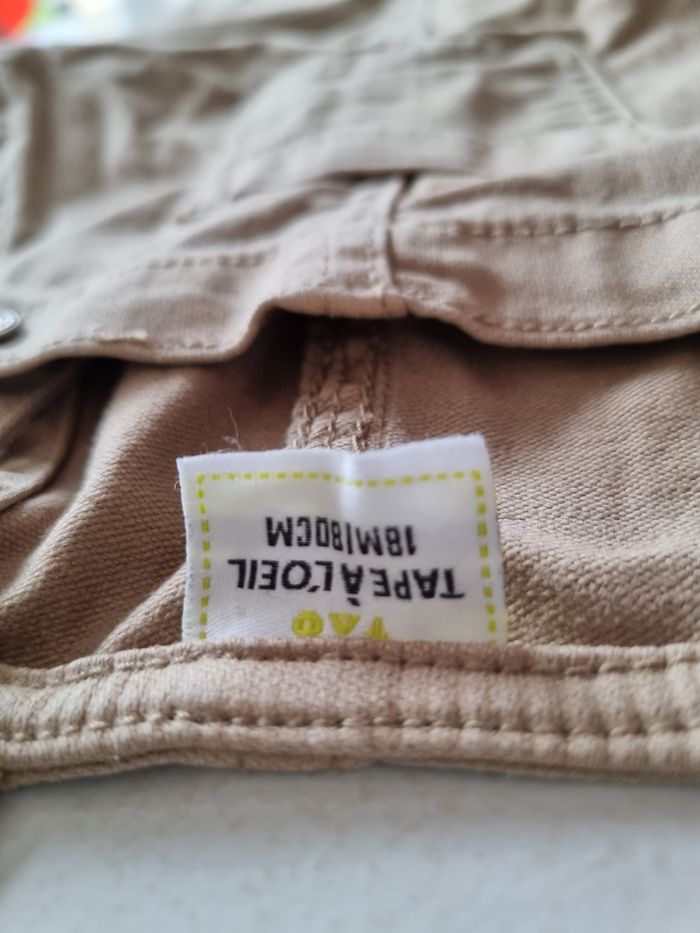 TAO
TAPE À L'OEIL
18M/80CM